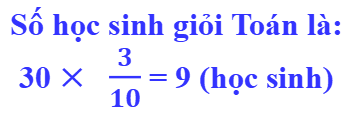 Số học sinh giỏi Toán là:
30 × 3/10 = 9 (học sinh)